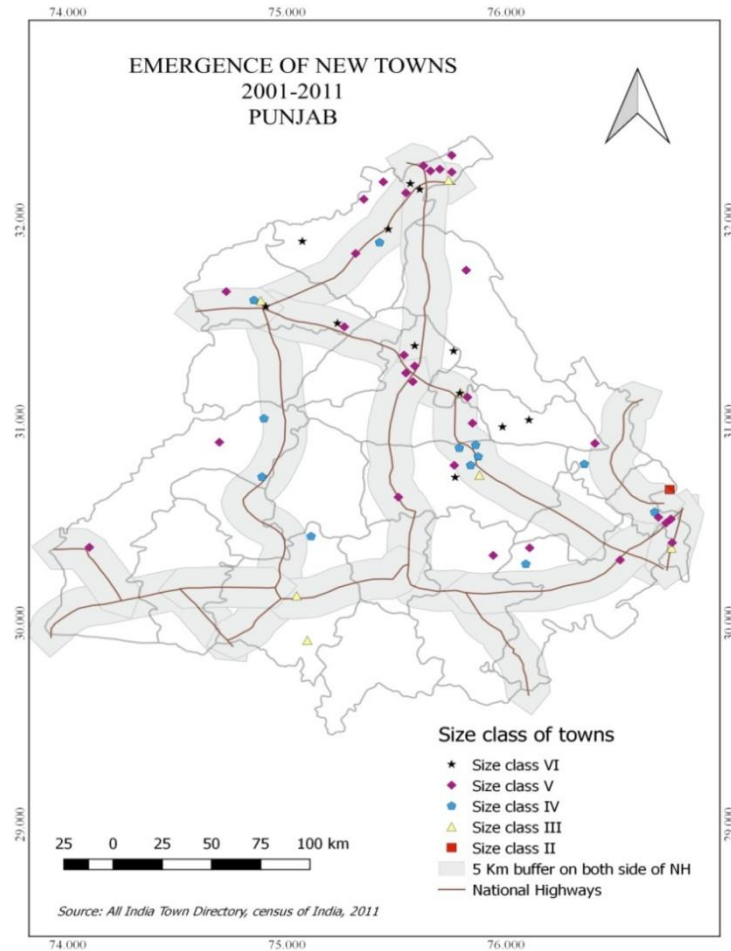 74.000 75.000 76.000
EMERGENCE OF NEW TOWNS
2001-2011
PUNJAB
32.000 32.000
31.000 31.000
30.000 30.000
29.000 29.000
Size class of towns
Size class VI
Size class V
Size class IV
Size class III
Size class II
5 Km buffer on both side of NH
National Highways
25 0 25 50 75 100 km
Source: All India Town Directory, census of India, 2011
74.000 75.000 76.000